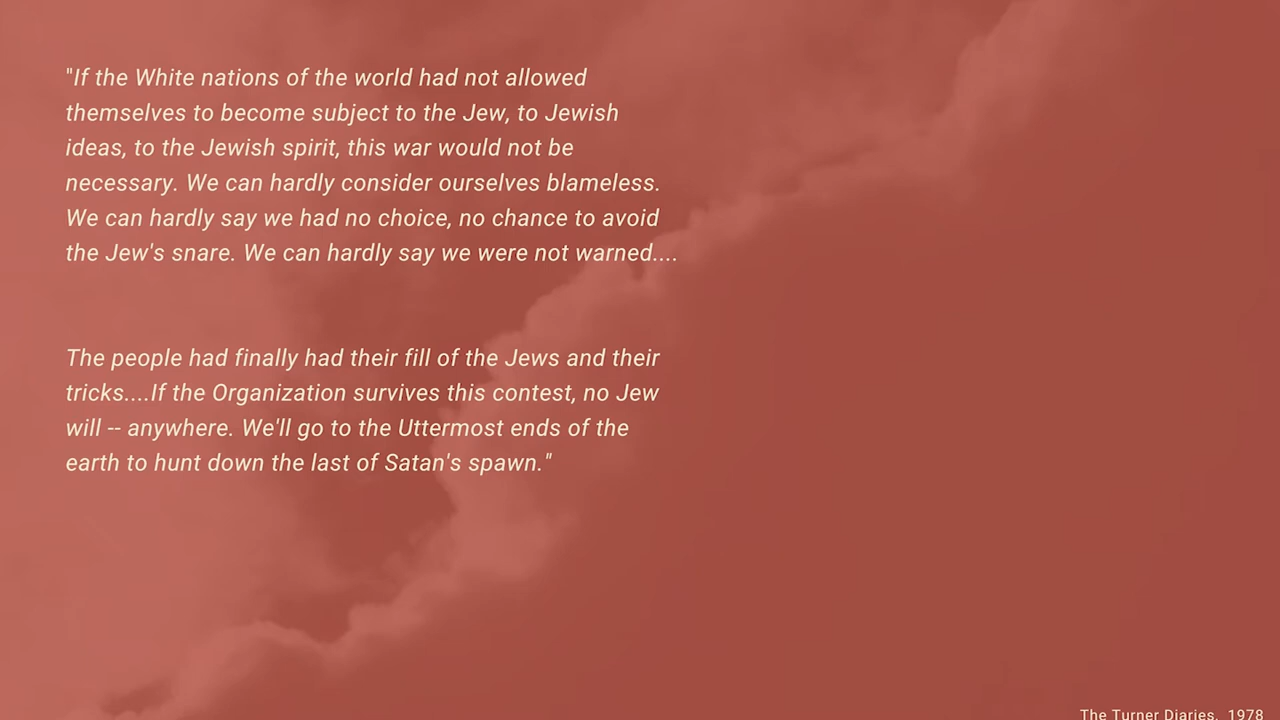 "If the White nations of the world had not allowed
themselves to become subject to the Jew, to Jewish
ideas, to the Jewish spirit, this war would not be
necessary. We can hardly consider ourselves blameless.
We can hardly say we had no choice, no chance to avoid
the Jew's snare. We can hardly say we were not warned....
The people had finally had their fill of the Jews and their
tricks....If the Organization survives this contest, no Jew
will -- anywhere. We'll go to the Uttermost ends of the
earth to hunt down the last of Satan's spawn."
The Turner Diaries, 1978